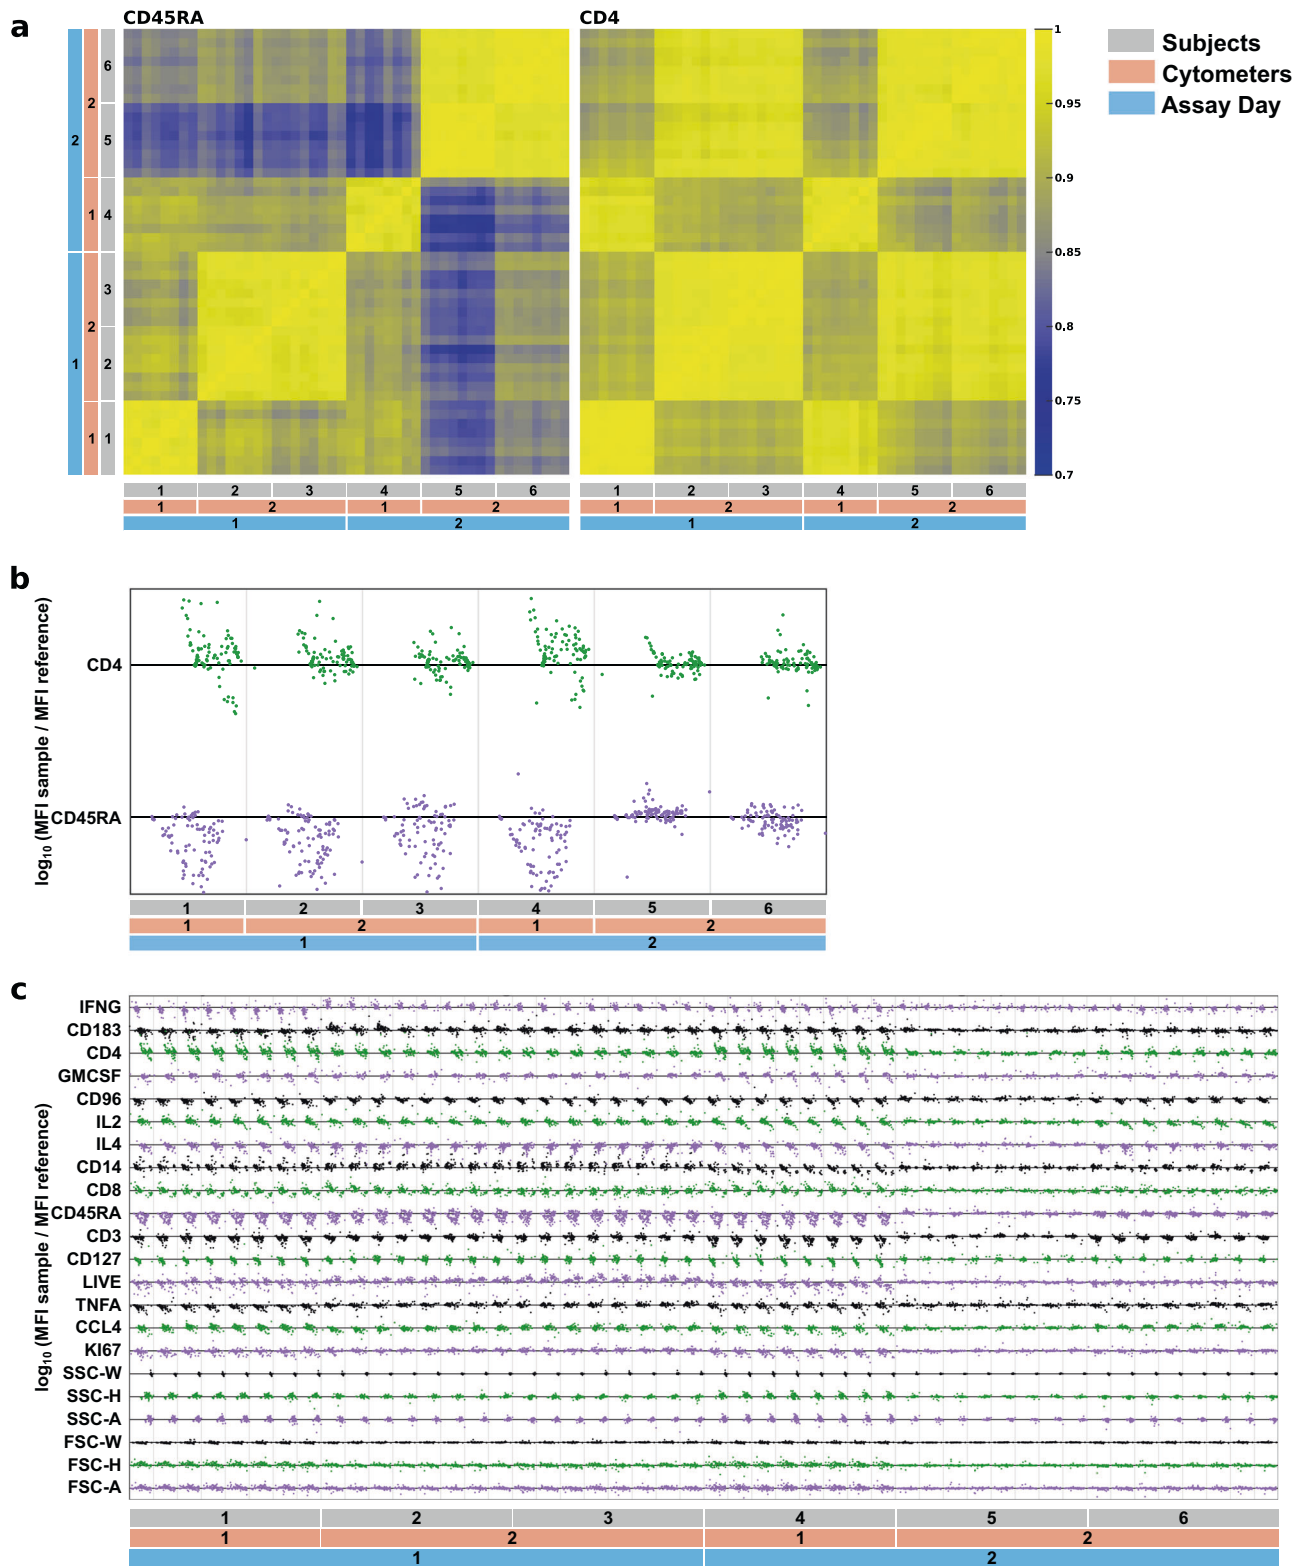 a
CD45RA
CD4
Subjects
Cytometers
Assay Day
1
0.95
0.9
0.85
0.8
0.75
0.7
2
1
2
1
2
1
6
5
4
3
2
1
1 2 3 4 5 6
1 2 1 2
1 2
1 2 3 4 5 6
1 2 1 2
1 2
b
log10 (MFI sample / MFI reference)
CD4
CD45RA
1 2 3 4 5 6
1 2 1 2
1 2
c
log10 (MFI sample / MFI reference)
IFNG
CD183
CD4
GMCSF
CD96
IL2
IL4
CD14
CD8
CD45RA
CD3
CD127
LIVE
TNFA
CCL4
KI67
SSC-W
SSC-H
SSC-A
FSC-W
FSC-H
FSC-A
1 2 3 4 5 6
1 2 1 2
1 2